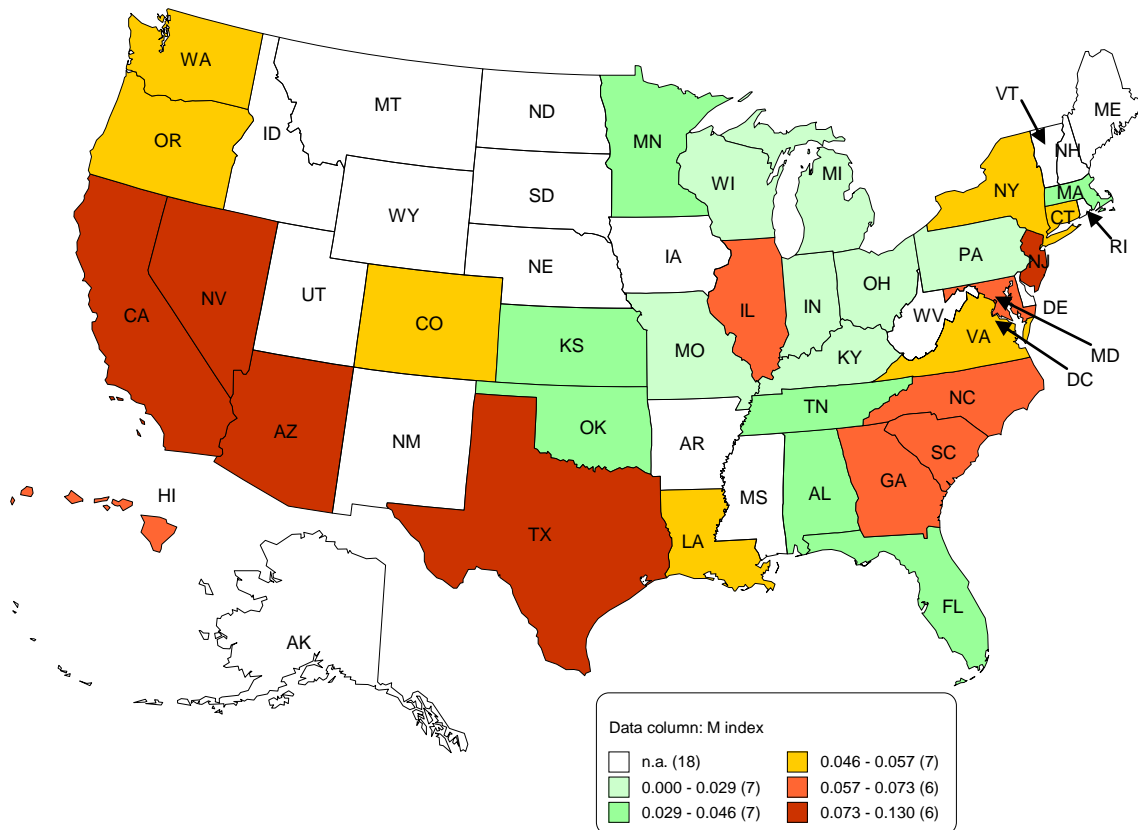 WA
MT
ND
VT
ME
OR
ID
MN
NH
WI
MI
NY
MA
SD
WY
CT
RI
IA
PA
NE
NJ
UT
NV
OH
CA
IL
IN
DE
CO
WV
MD
VA
KS
MO
KY
DC
NC
TN
AZ
NM
OK
AR
SC
GA
HI
MS
AL
TX
LA
FL
AK
Data column: M index
n.a. (18)
0.000 - 0.029 (7)
0.029 - 0.046 (7)
0.046 - 0.057 (7)
0.057 - 0.073 (6)
0.073 - 0.130 (6)